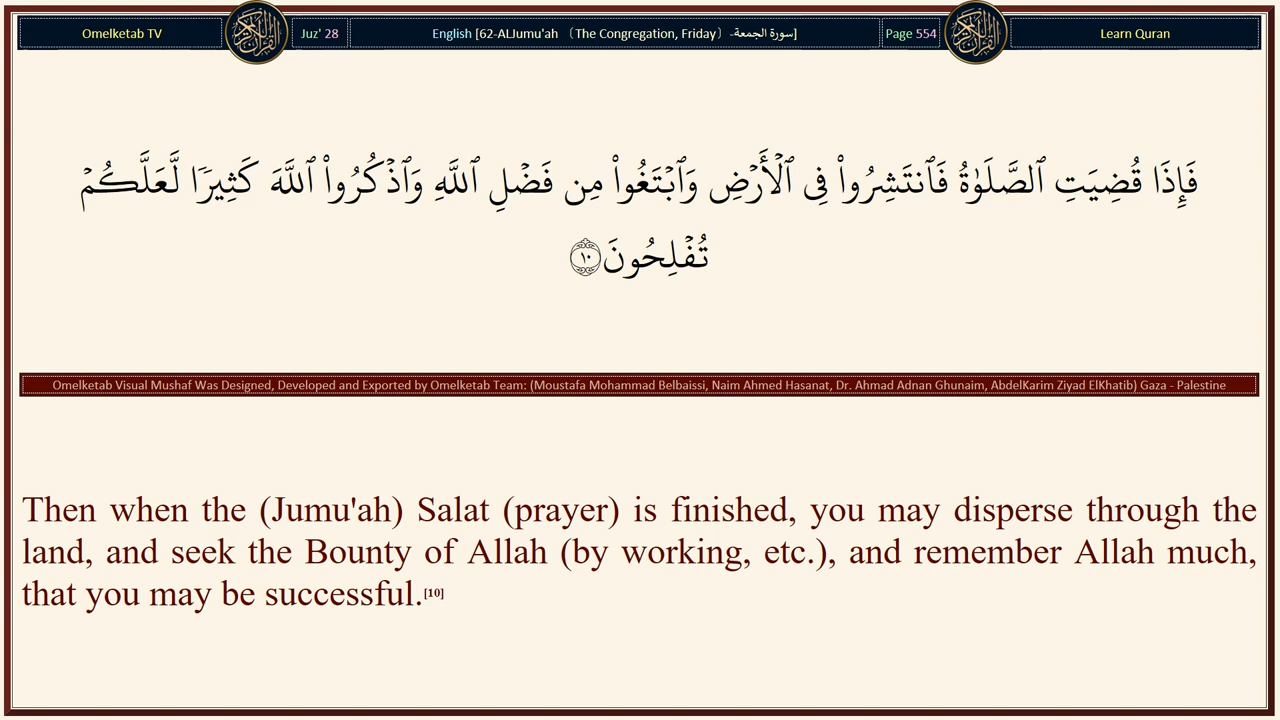 Omelketab TV
Juz' 28
English [62-ALJumu'ah 〔The Congregation, Friday〕 -سورة الجمعة]
Page 554
Learn Quran
فَإِذَا قُضِيَتِ ٱلصَّلَوٰةُ فَٱنتَشِرُوا۟ فِى ٱلْأَرْضِ وَٱبْتَغُوا۟ مِن فَضْلِ ٱللَّهِ وَٱذْكُرُوا۟ ٱللَّهَ كَثِيرًا لَّعَلَّكُمْ
تُفْلِحُونَ ١٠
Omelketab Visual Mushaf Was Designed, Developed and Exported by Omelketab Team: (Moustafa Mohammad Belbaissi, Naim Ahmed Hasanat, Dr. Ahmad Adnan Ghunaim, AbdelKarim Ziyad ElKhatib) Gaza - Palestine
Then when the (Jumu'ah) Salat (prayer) is finished, you may disperse through the
land, and seek the Bounty of Allah (by working, etc.), and remember Allah much,
that you may be successful.[10]